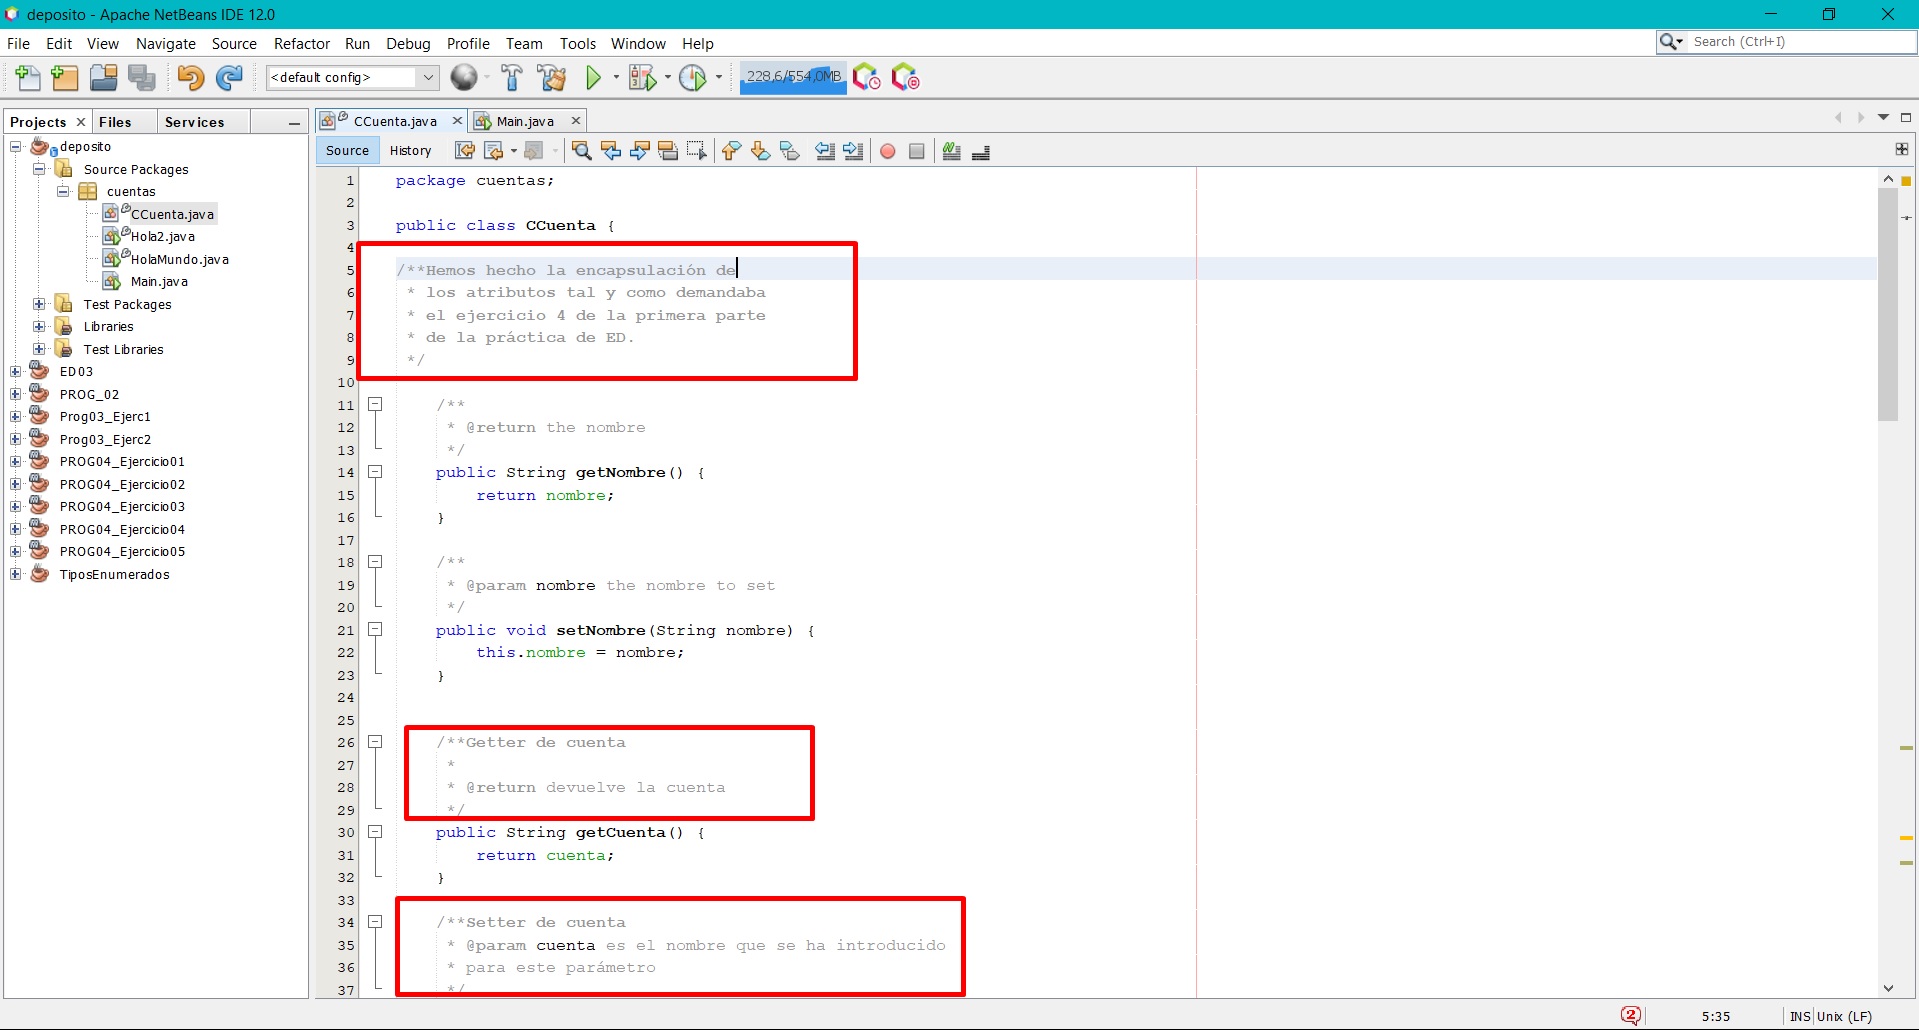 deposito - Apache NetBeans IDE 12.0
File Edit View Navigate Source Refactor Run Debug Profile Team Tools Window Help
Search (Ctrl+I)
<default config>
228,6/554,0MB
Projects Files Services
deposito
Source Packages
cuentas
CCuenta.java
Hola2.java
HolaMundo.java
Main.java
Test Packages
Libraries
Test Libraries
ED03
PROG_02
Prog03_Ejerc1
Prog03_Ejerc2
PROG04_Ejercicio01
PROG04_Ejercicio02
PROG04_Ejercicio03
PROG04_Ejercicio04
PROG04_Ejercicio05
TiposEnumerados
CCuenta.java Main.java
Source History
1 package cuentas;
2
3 public class CCuenta {
4
5 /**Hemos hecho la encapsulación de
6 * los atributos tal y como demandaba
7 * el ejercicio 4 de la primera parte
8 * de la práctica de ED.
9 */
10
11 /**
12 * @return the nombre
13 */
14 public String getNombre() {
15 return nombre;
16 }
17
18 /**
19 * @param nombre the nombre to set
20 */
21 public void setNombre(String nombre) {
22 this.nombre = nombre;
23 }
24
25
26 /**Getter de cuenta
27 *
28 * @return devuelve la cuenta
29 */
30 public String getCuenta() {
31 return cuenta;
32 }
33
34 /**Setter de cuenta
35 * @param cuenta es el nombre que se ha introducido
36 * para este parámetro
37 */
2 5:35 INS Unix (LF)